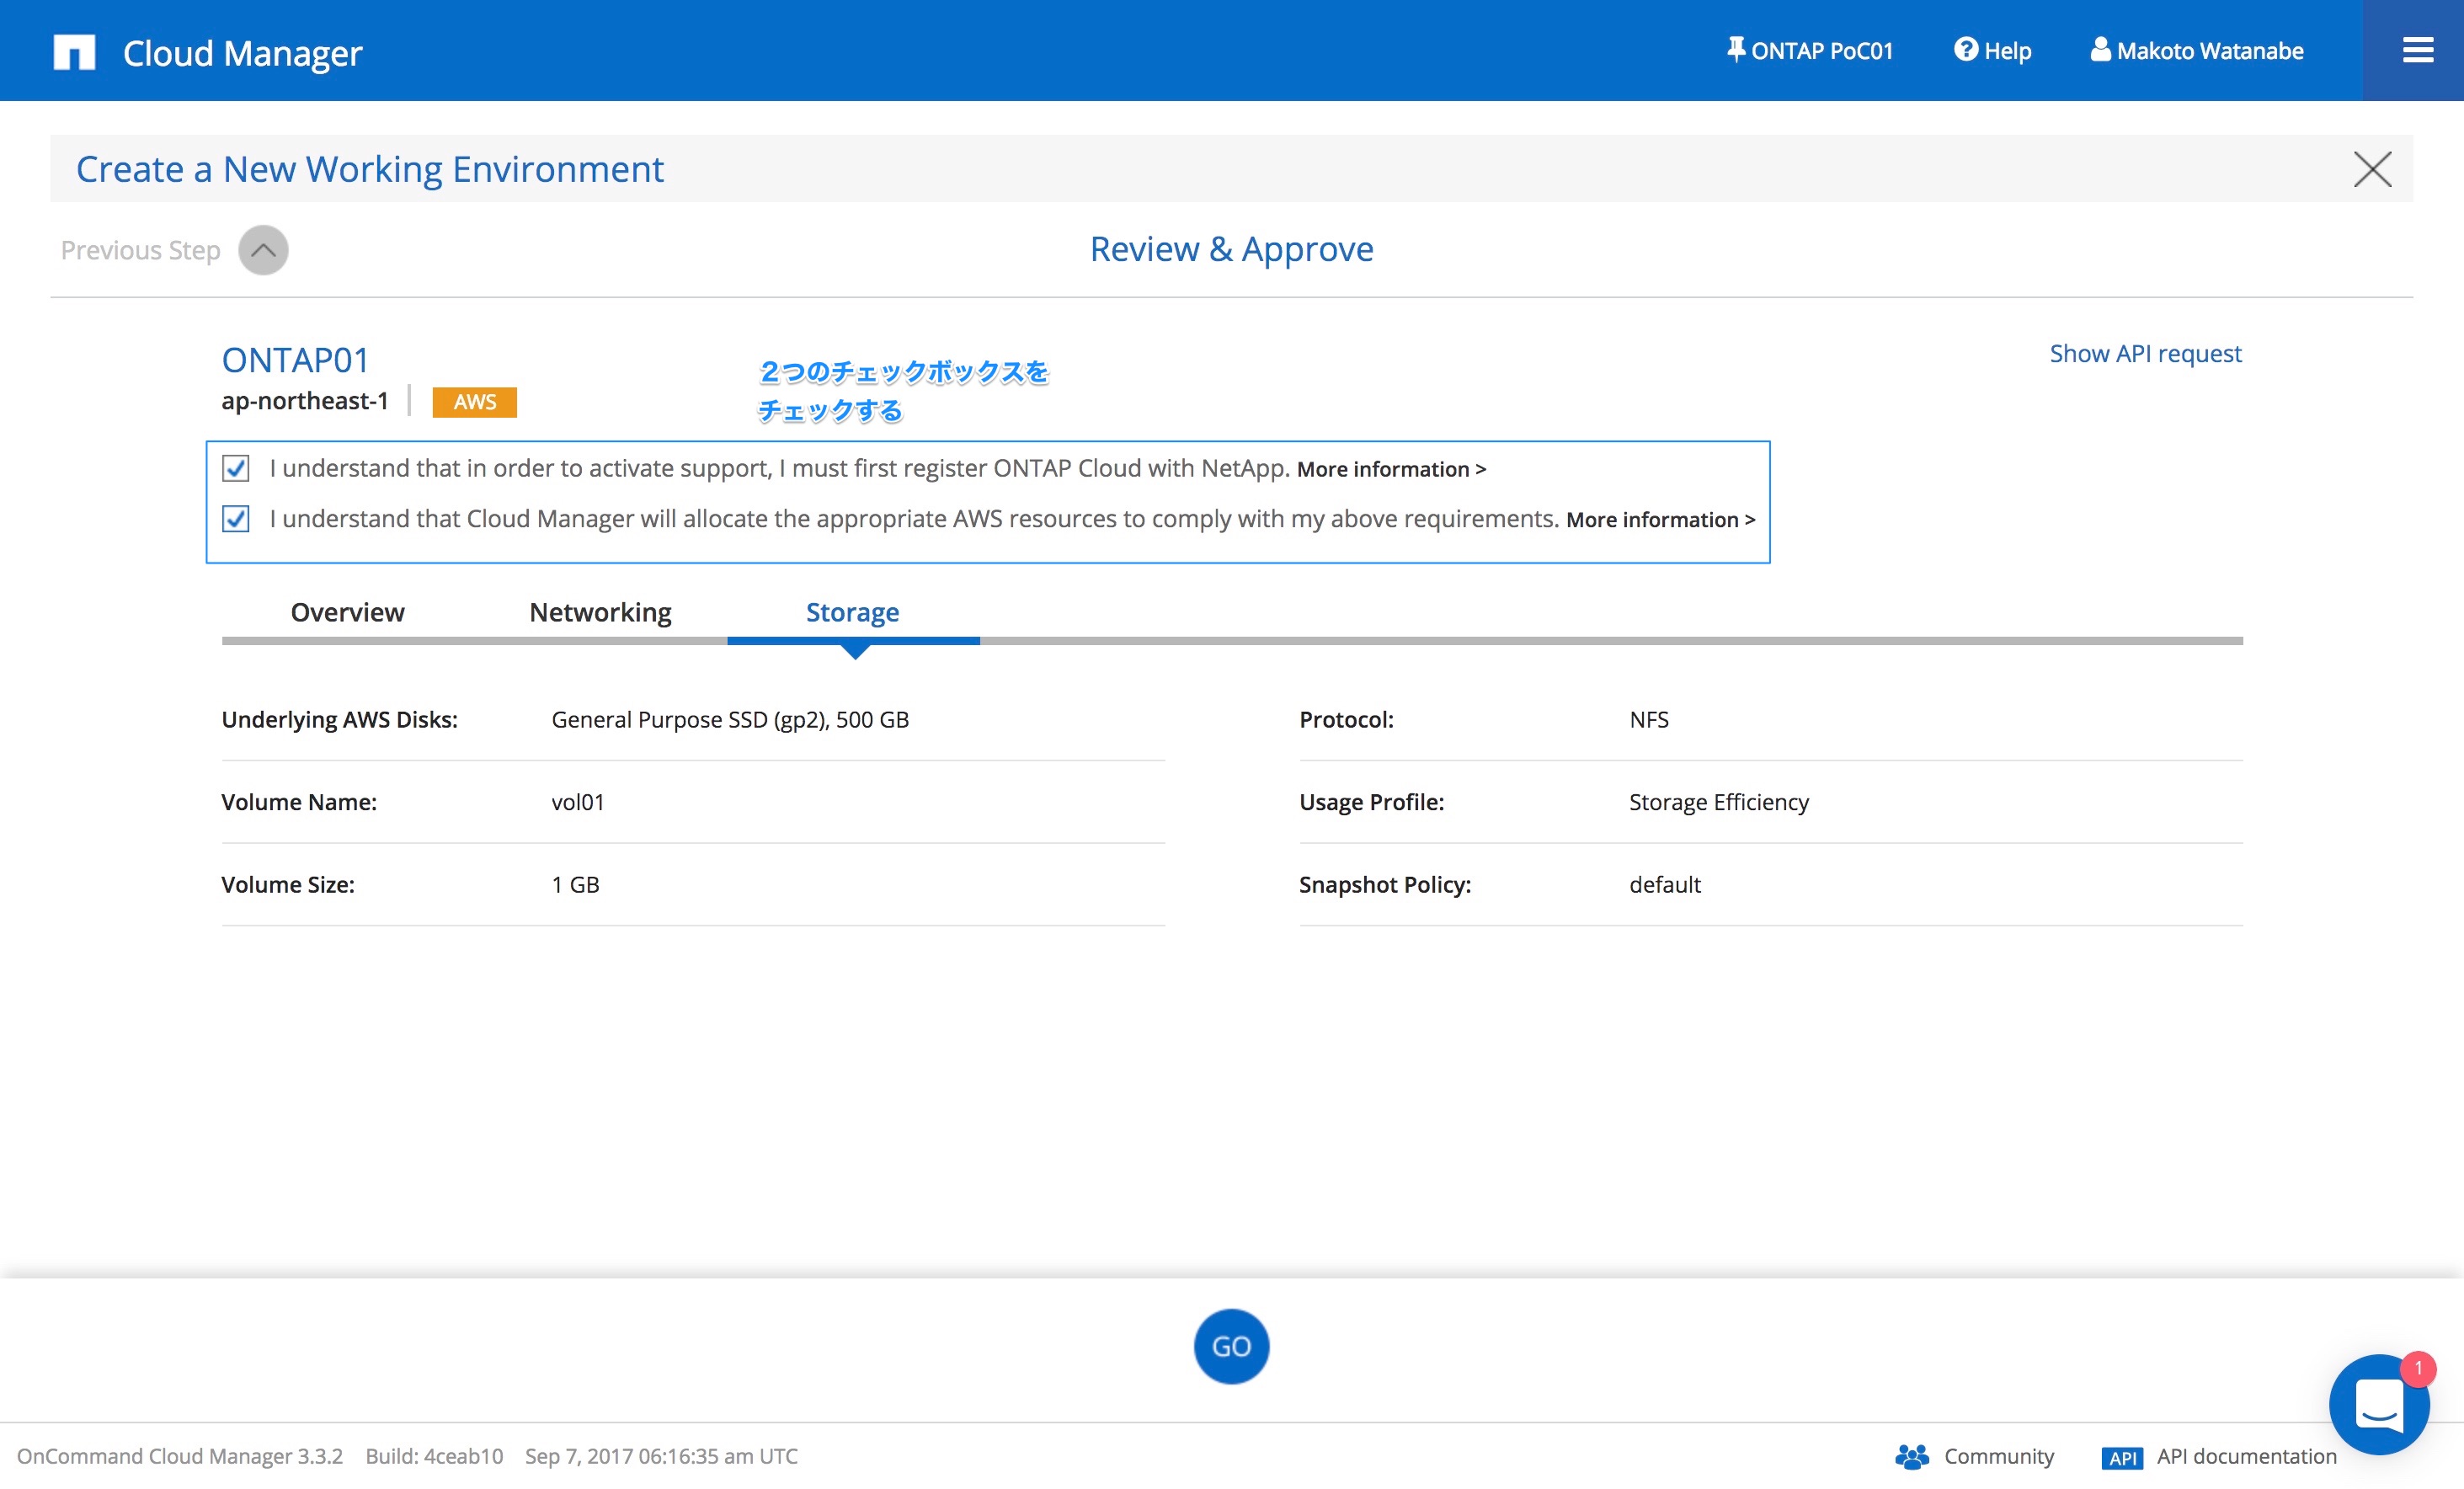 Cloud Manager
ONTAP PoC01
Help
Makoto Watanabe
Create a New Working Environment
Previous Step
Review & Approve
ONTAP01
ap-northeast-1
AWS
2つのチェックボックスを
チェックする
Show API request
I understand that in order to activate support, I must first register ONTAP Cloud with NetApp. More information >
I understand that Cloud Manager will allocate the appropriate AWS resources to comply with my above requirements. More information >
Overview
Networking
Storage
Underlying AWS Disks: General Purpose SSD (gp2), 500 GB
Protocol: NFS
Volume Name: vol01
Usage Profile: Storage Efficiency
Volume Size: 1 GB
Snapshot Policy: default
GO
1
OnCommand Cloud Manager 3.3.2 Build: 4ceab10 Sep 7, 2017 06:16:35 am UTC
Community
API API documentation